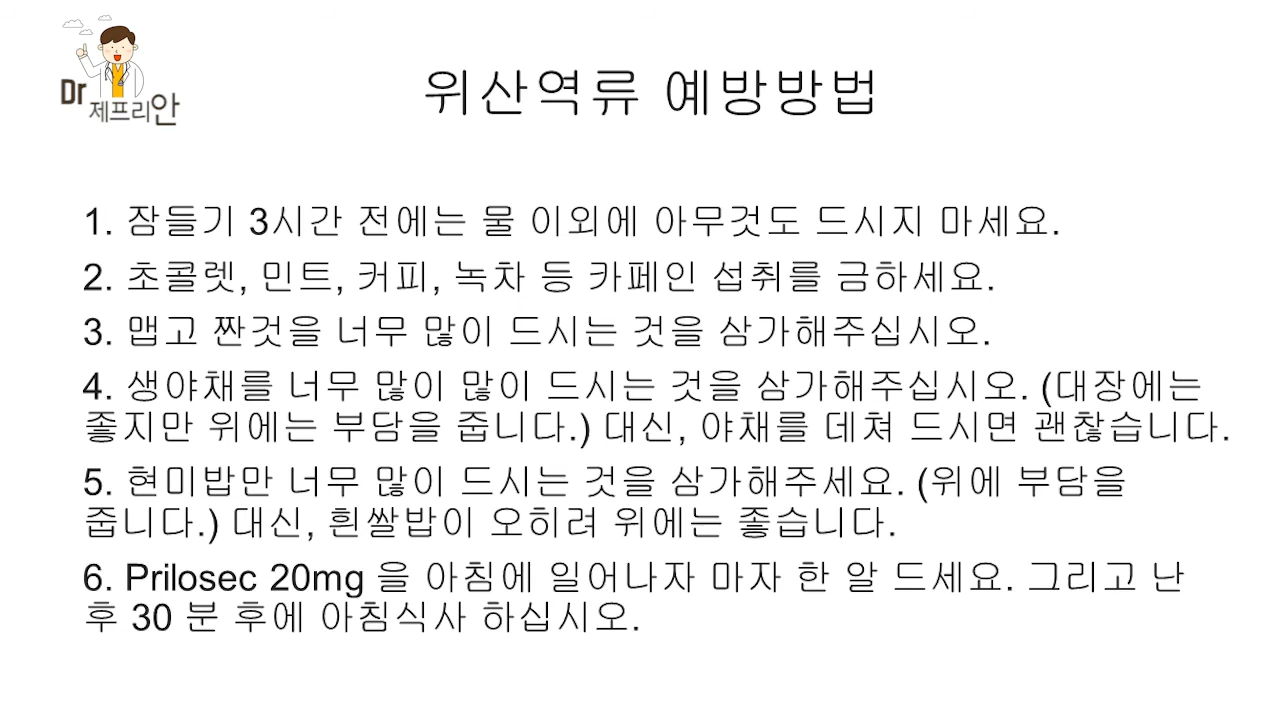 Dr
제프리안
위산역류 예방방법
1. 잠들기 3시간 전에는 물 이외에 아무것도 드시지 마세요.
2. 초콜렛, 민트, 커피, 녹차 등 카페인 섭취를 금하세요.
3. 맵고 짠것을 너무 많이 드시는 것을 삼가해주십시오.
4. 생야채를 너무 많이 많이 드시는 것을 삼가해주십시오. (대장에는
좋지만 위에는 부담을 줍니다.) 대신, 야채를 데쳐 드시면 괜찮습니다.
5. 현미밥만 너무 많이 드시는 것을 삼가해주세요. (위에 부담을
줍니다.) 대신, 흰쌀밥이 오히려 위에는 좋습니다.
6. Prilosec 20mg 을 아침에 일어나자 마자 한 알 드세요. 그리고 난
후 30 분 후에 아침식사 하십시오.